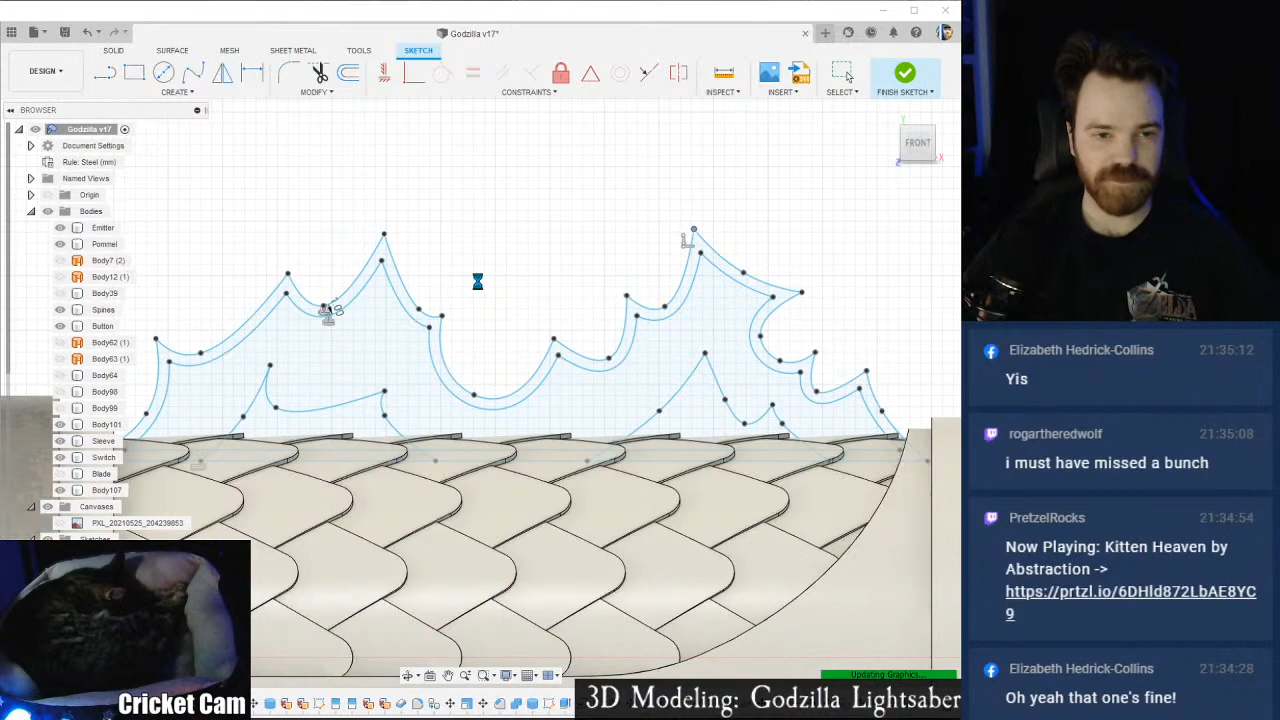 Godzilla v17*
DESIGN
SOLID SURFACE MESH SHEET METAL TOOLS SKETCH
CREATE MODIFY CONSTRAINTS INSPECT INSERT SELECT FINISH SKETCH
BROWSER
Godzilla v17
Document Settings
Rule: Steel (mm)
Named Views
Origin
Bodies
Emitter
Pommel
Body7 (2)
Body12 (1)
Body39
Spines
Button
Body62 (1)
Body63 (1)
Body64
Body98
Body99
Body101
Sleeve
Switch
Blade
Body107
Canvases
PXL_20210525_204239853
Sketches
FRONT
Y
X
Z
Updating Graphics...
Cricket Cam
3D Modeling: Godzilla Lightsaber
Elizabeth Hedrick-Collins 21:35:12
Yis
rogartheredwolf 21:35:08
i must have missed a bunch
PretzelRocks 21:34:54
Now Playing: Kitten Heaven by
Abstraction ->
https://prtzl.io/6DHld872LbAE8YC
9
Elizabeth Hedrick-Collins 21:34:28
Oh yeah that one's fine!